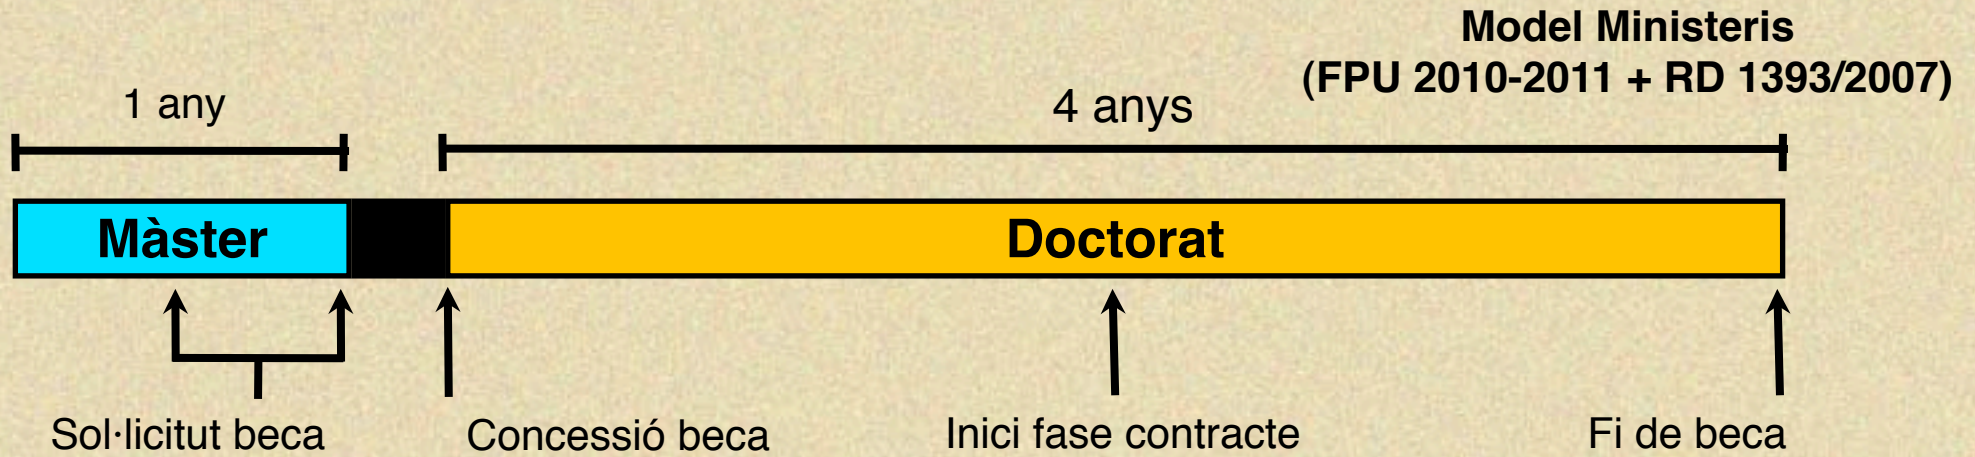 Model Ministeris
(FPU 2010-2011 + RD 1393/2007)
1 any
4 anys
Màster
Doctorat
Sol·licitut beca
Concessió beca
Inici fase contracte
Fi de beca